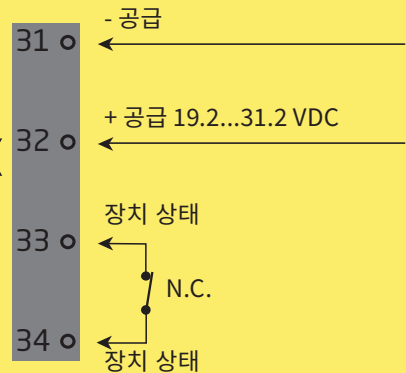 - 공급
31
+ 공급 19.2...31.2 VDC
32
장치 상태
33
N.C.
34
장치 상태